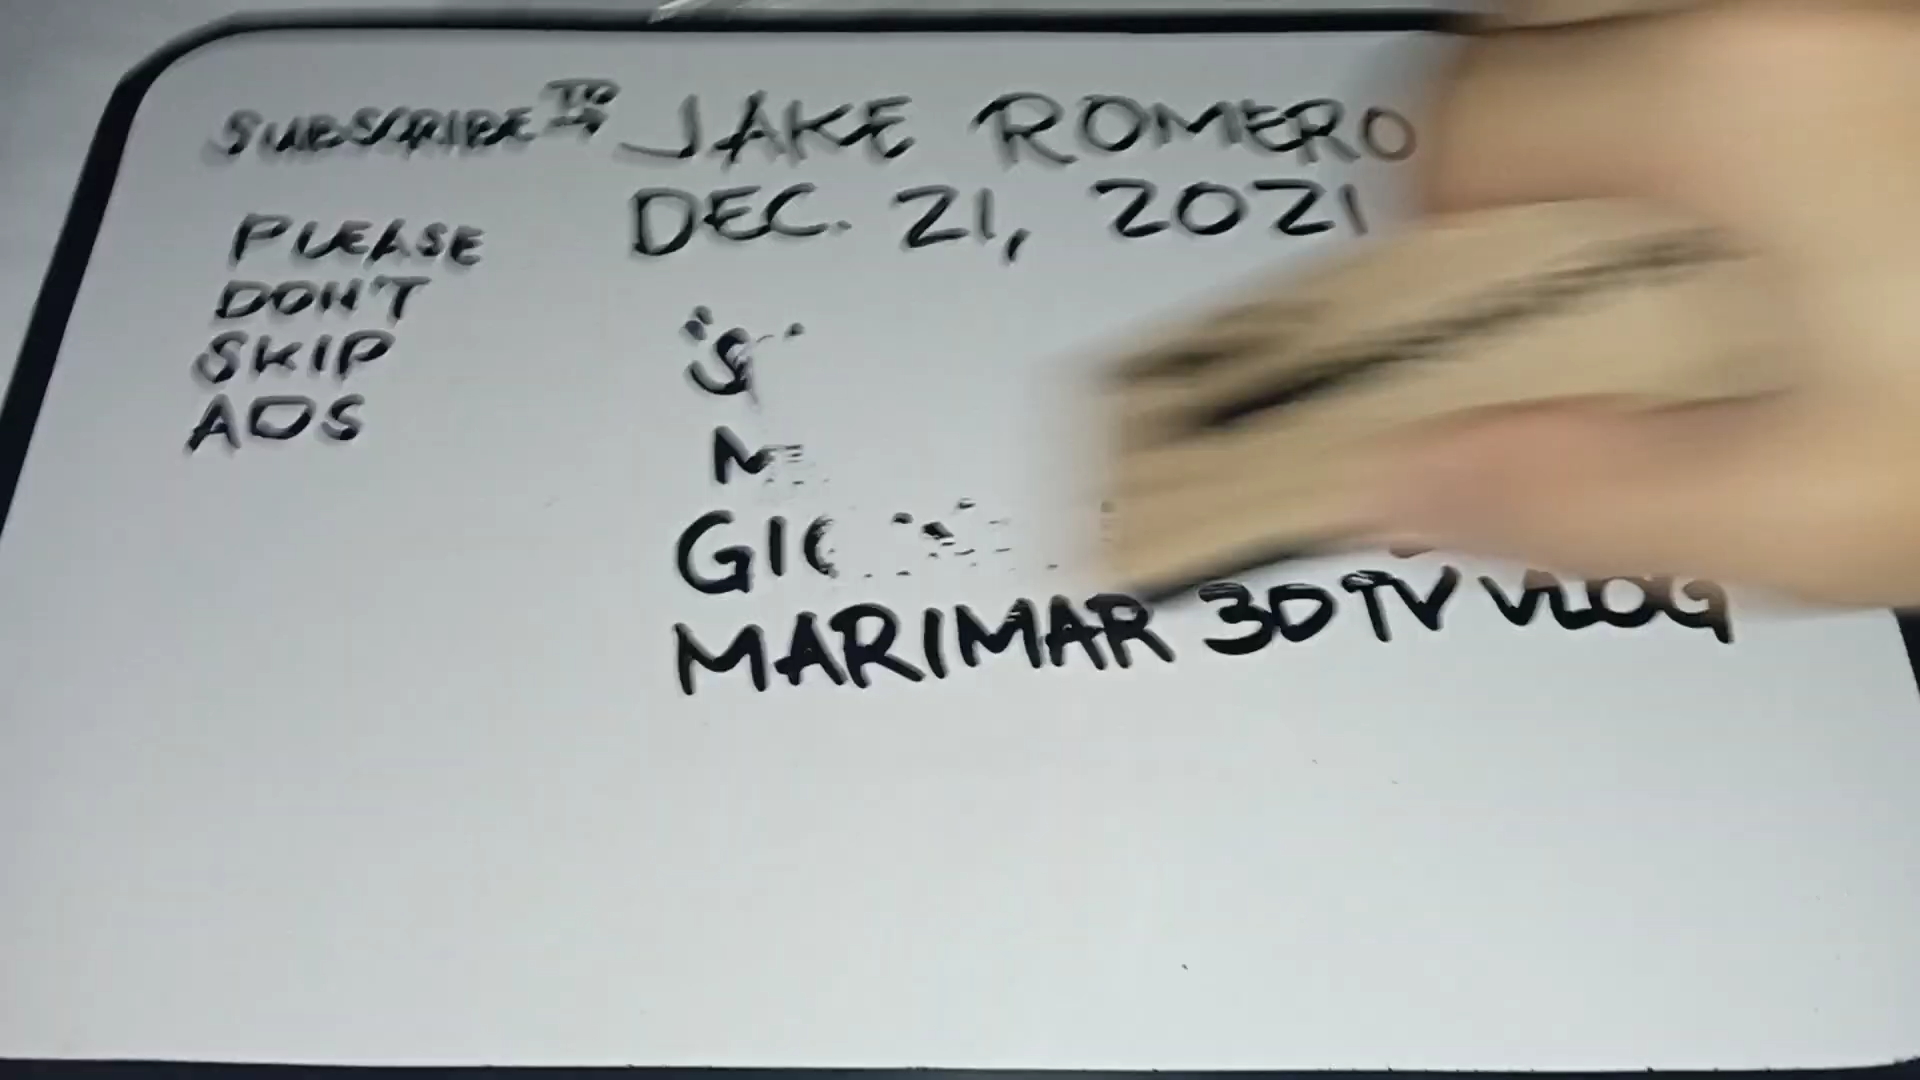 SUBSCRIBE TO JAKE ROMERO
DEC. 21, 2021
PLEASE
DON'T
SKIP
ADS
MARIMAR 3D TV VLOG